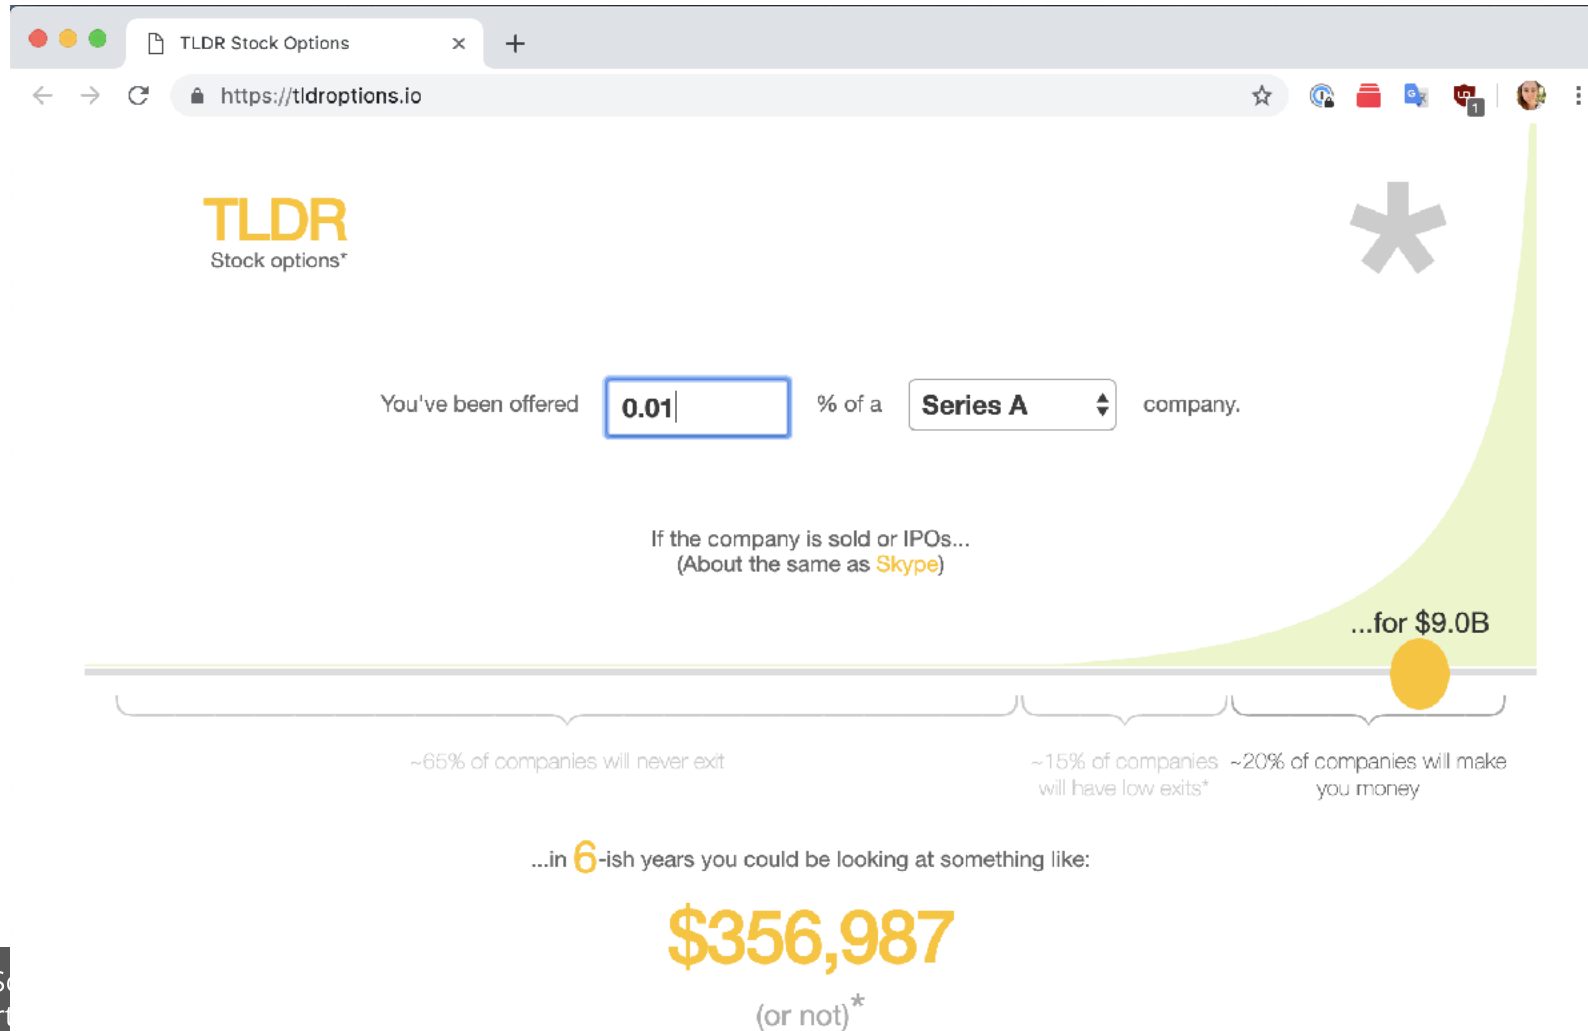 TLDR Stock Options
https://tldroptions.io
1
TLDR
Stock options*
*
You've been offered 0.01 % of a Series A company.
If the company is sold or IPOs...
(About the same as Skype)
...for $9.0B
~65% of companies will never exit
~15% of companies
will have low exits*
~20% of companies will make
you money
...in 6-ish years you could be looking at something like:
$356,987
(or not)*